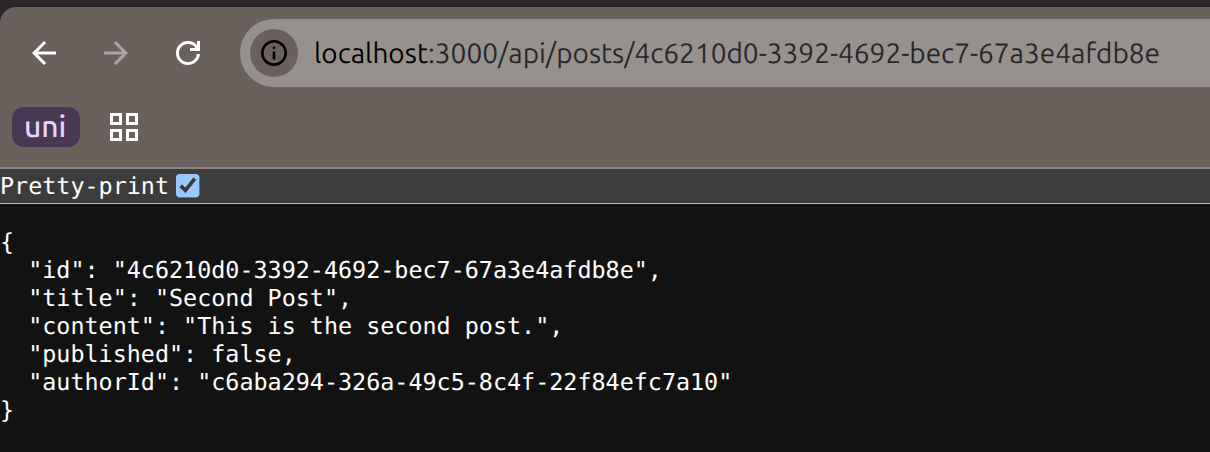 localhost:3000/api/posts/4c6210d0-3392-4692-bec7-67a3e4afdb8e
uni
Pretty-print
{
  "id": "4c6210d0-3392-4692-bec7-67a3e4afdb8e",
  "title": "Second Post",
  "content": "This is the second post.",
  "published": false,
  "authorId": "c6aba294-326a-49c5-8c4f-22f84efc7a10"
}